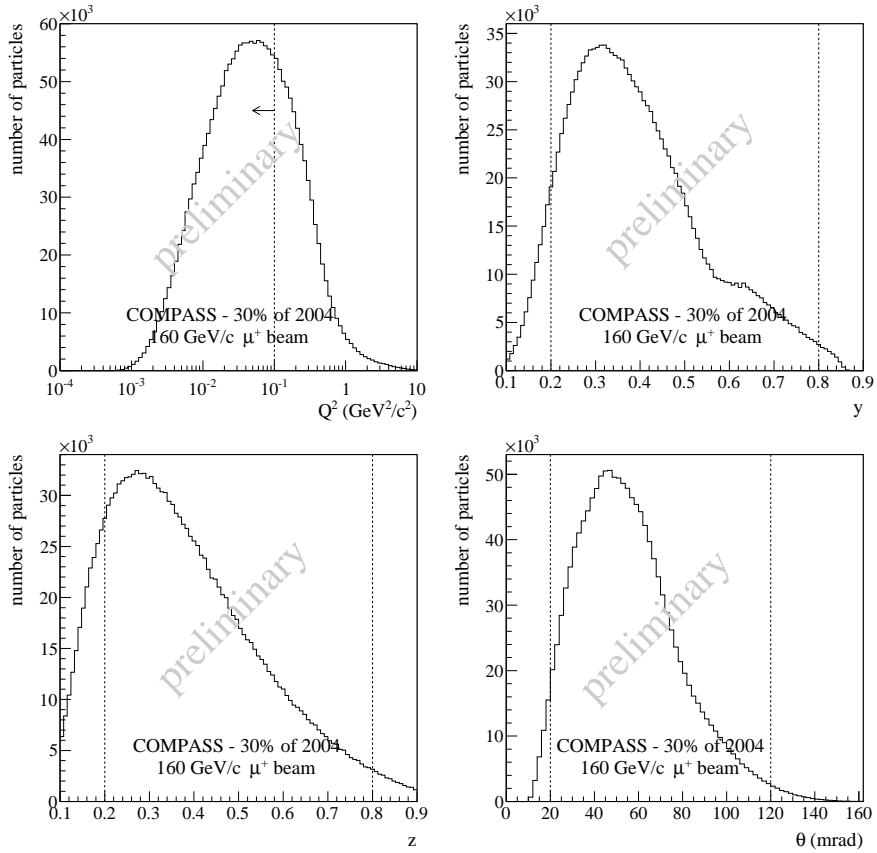 ×10³
60
50
40
30
20
10
0
number of particles
preliminary
COMPASS - 30% of 2004
160 GeV/c μ⁺ beam
10⁻⁴
10⁻³
10⁻²
10⁻¹
1
10
Q² (GeV²/c²)
×10³
35
30
25
20
15
10
5
0
number of particles
preliminary
COMPASS - 30% of 2004
160 GeV/c μ⁺ beam
0.1 0.2 0.3 0.4 0.5 0.6 0.7 0.8 0.9
y
×10³
30
25
20
15
10
5
0
number of particles
preliminary
COMPASS - 30% of 2004
160 GeV/c μ⁺ beam
0.1 0.2 0.3 0.4 0.5 0.6 0.7 0.8 0.9
z
×10³
50
40
30
20
10
0
number of particles
preliminary
COMPASS - 30% of 2004
160 GeV/c μ⁺ beam
0 20 40 60 80 100 120 140 160
θ (mrad)